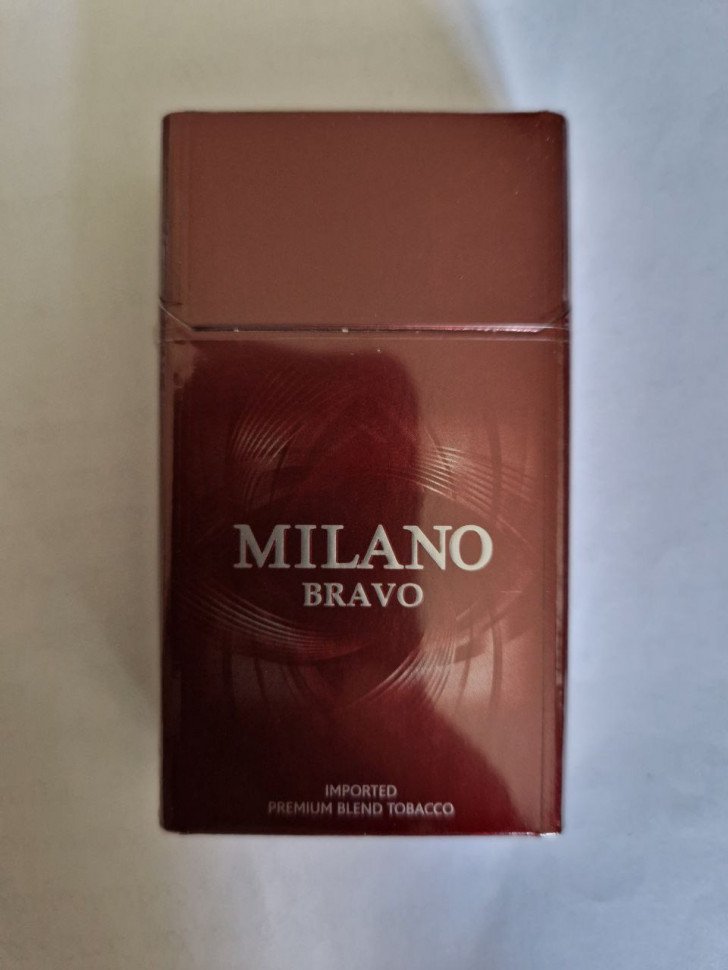 MILANO
BRAVO
IMPORTED
PREMIUM BLEND TOBACCO